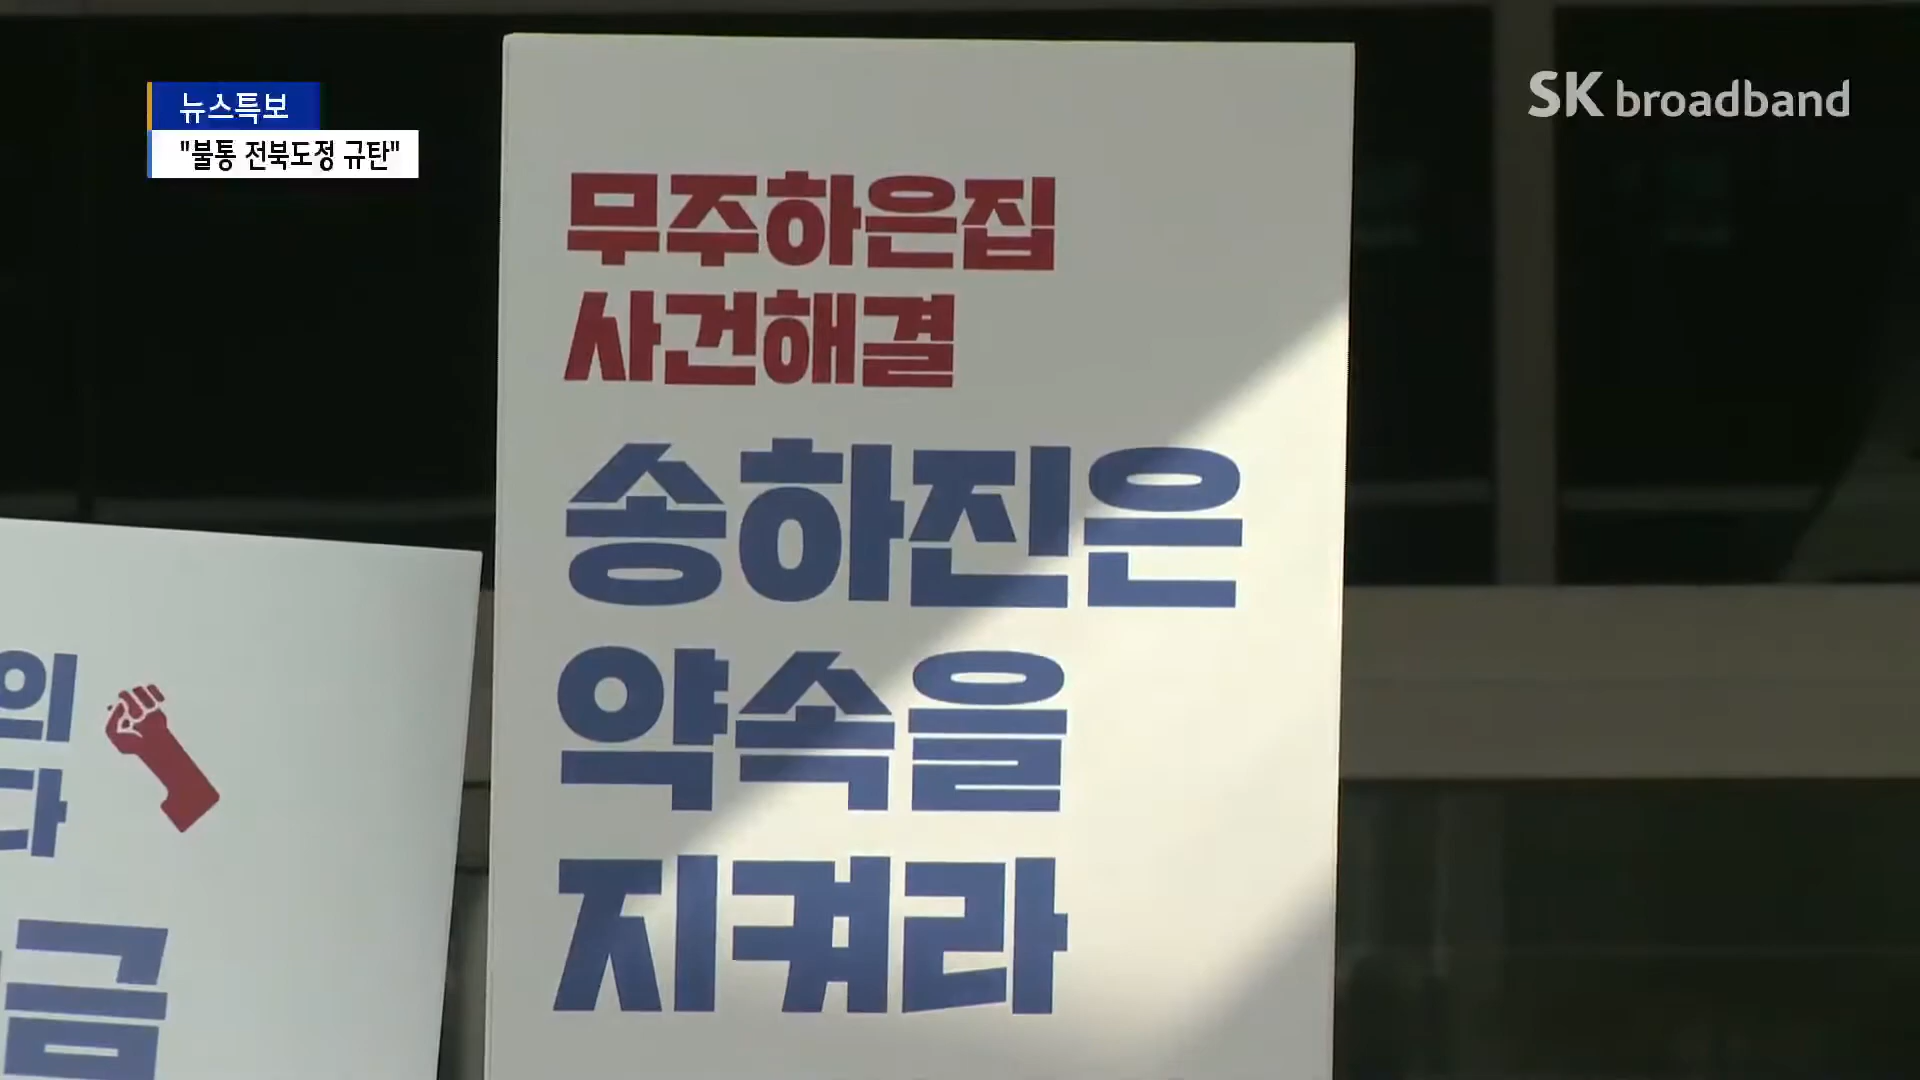 뉴스특보
"불통 전북도정 규탄"
SK broadband
무주하은집
사건해결
송하진은
약속을
지켜라
의
다
금